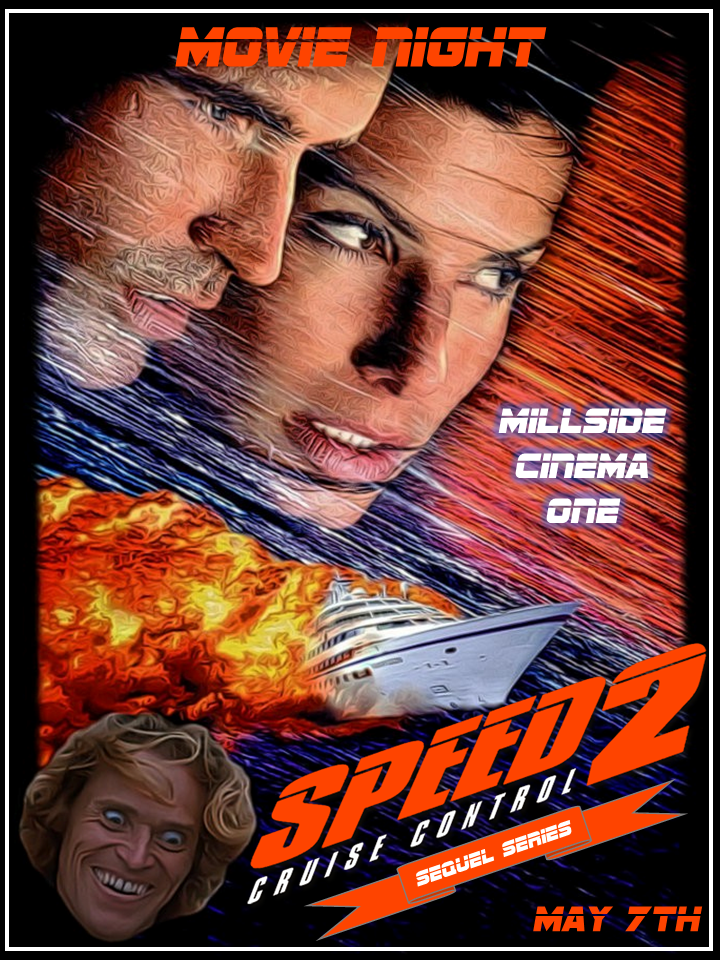 MOVIE NIGHT
MILLSIDE
CINEMA
ONE
SPEED 2
CRUISE CONTROL
SEQUEL SERIES
MAY 7TH